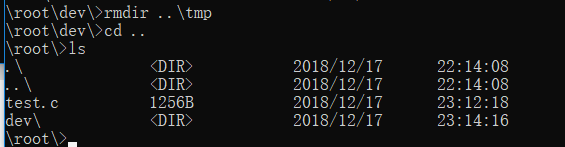 \root\dev\>rmdir ..\tmp
\root\dev\>cd ..
\root\>ls
.\ <DIR> 2018/12/17 22:14:08
..\ <DIR> 2018/12/17 22:14:08
test.c 1256B 2018/12/17 23:12:18
dev\ <DIR> 2018/12/17 23:14:16
\root\>